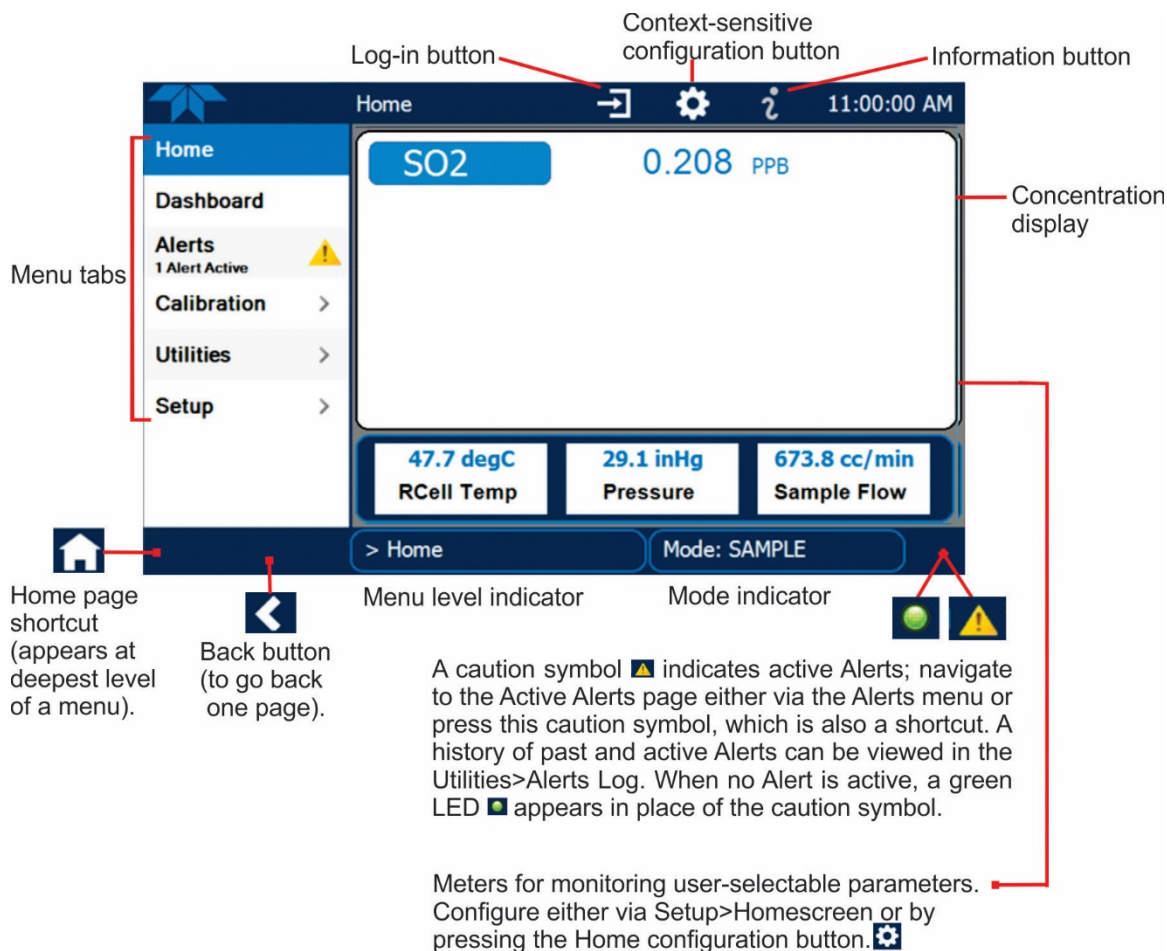 Context-sensitive
configuration button
Log-in button
Information button
Home
11:00:00 AM
Home
Dashboard
Alerts
1 Alert Active
Calibration
Utilities
Setup
Menu tabs
SO2
0.208 PPB
Concentration
display
47.7 degC
RCell Temp
29.1 inHg
Pressure
673.8 cc/min
Sample Flow
> Home
Mode: SAMPLE
Home page
shortcut
(appears at
deepest level
of a menu).
Back button
(to go back
one page).
Menu level indicator
Mode indicator
A caution symbol indicates active Alerts; navigate
to the Active Alerts page either via the Alerts menu or
press this caution symbol, which is also a shortcut. A
history of past and active Alerts can be viewed in the
Utilities>Alerts Log. When no Alert is active, a green
LED appears in place of the caution symbol.
Meters for monitoring user-selectable parameters.
Configure either via Setup>Homescreen or by
pressing the Home configuration button.